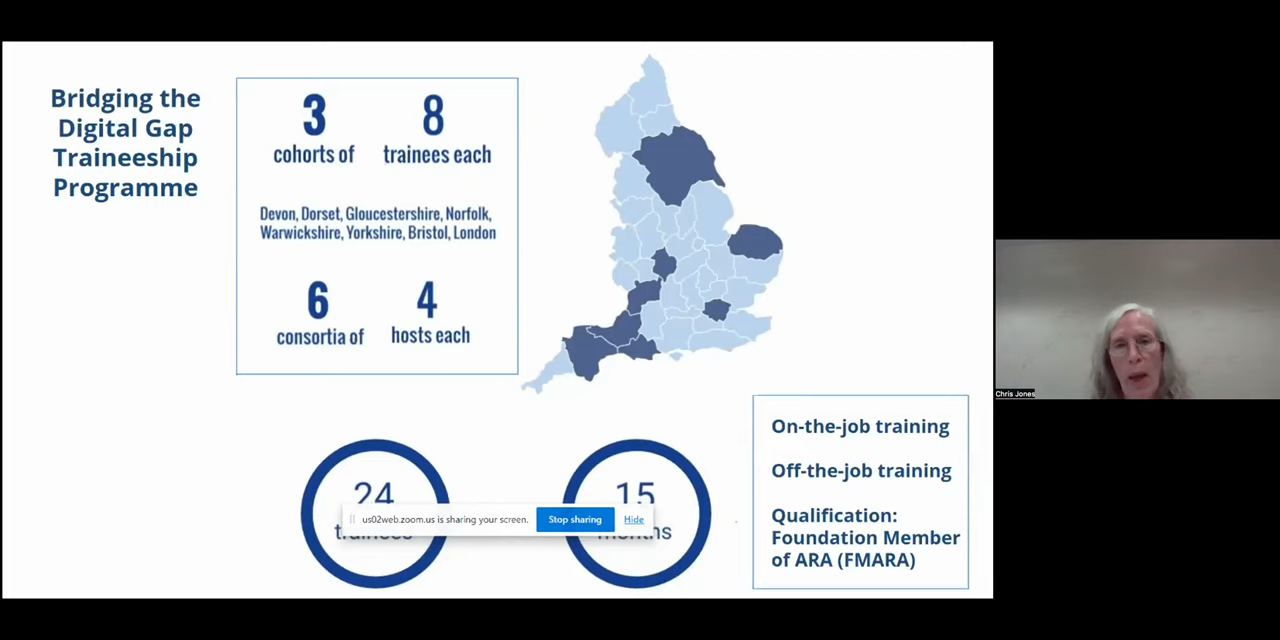 Bridging the
Digital Gap
Traineeship
Programme
3
cohorts of
8
trainees each
Devon, Dorset, Gloucestershire, Norfolk,
Warwickshire, Yorkshire, Bristol, London
6
consortia of
4
hosts each
24
trainees
15
months
us02web.zoom.us is sharing your screen.
Stop sharing
Hide
On-the-job training
Off-the-job training
Qualification:
Foundation Member
of ARA (FMARA)
Chris Jones